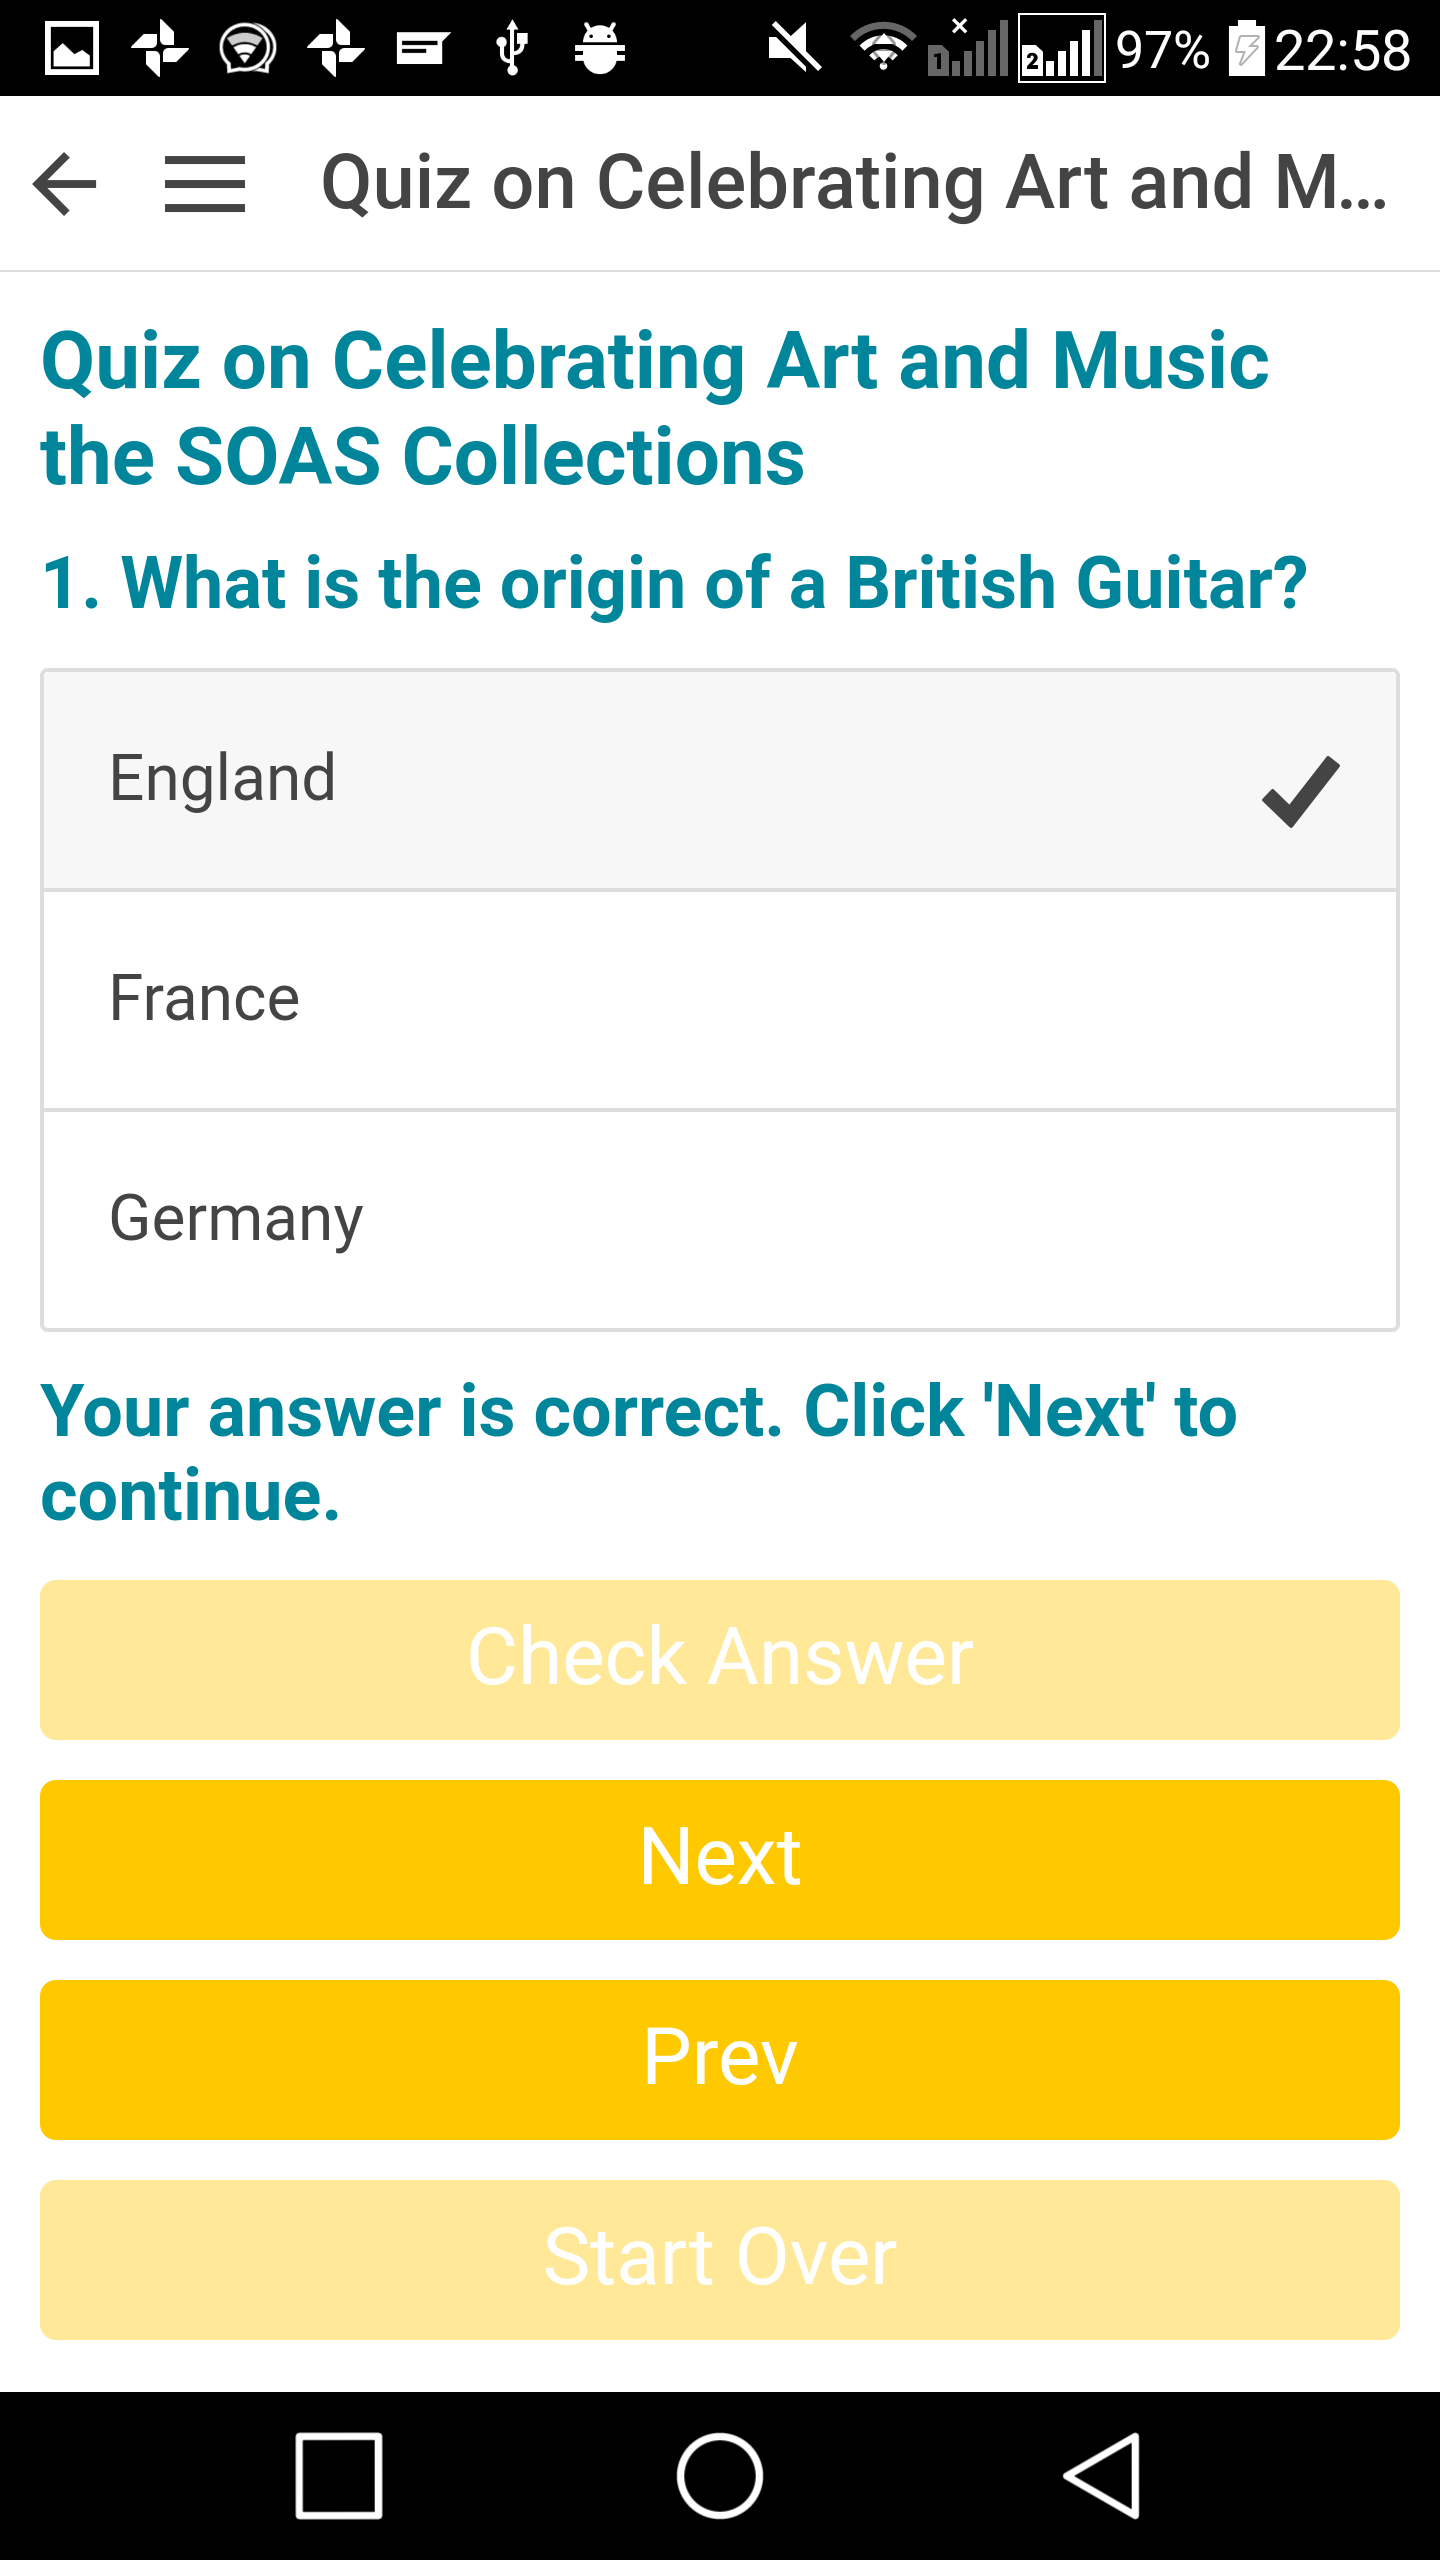 97% 22:58
Quiz on Celebrating Art and M...
Quiz on Celebrating Art and Music
the SOAS Collections
1. What is the origin of a British Guitar?
England
France
Germany
Your answer is correct. Click 'Next' to
continue.
Check Answer
Next
Prev
Start Over